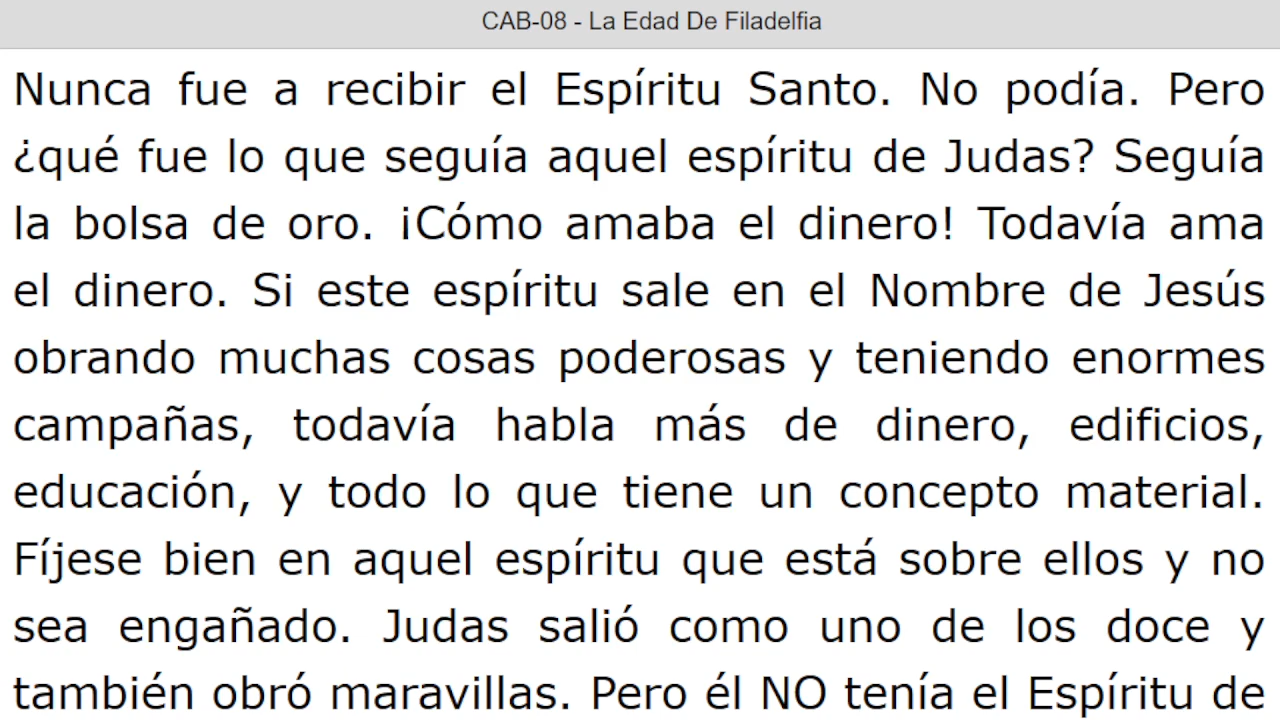 CAB-08 - La Edad De Filadelfia
Nunca fue a recibir el Espíritu Santo. No podía. Pero
¿qué fue lo que seguía aquel espíritu de Judas? Seguía
la bolsa de oro. ¡Cómo amaba el dinero! Todavía ama
el dinero. Si este espíritu sale en el Nombre de Jesús
obrando muchas cosas poderosas y teniendo enormes
campañas, todavía habla más de dinero, edificios,
educación, y todo lo que tiene un concepto material.
Fíjese bien en aquel espíritu que está sobre ellos y no
sea engañado. Judas salió como uno de los doce y
también obró maravillas. Pero él NO tenía el Espíritu de